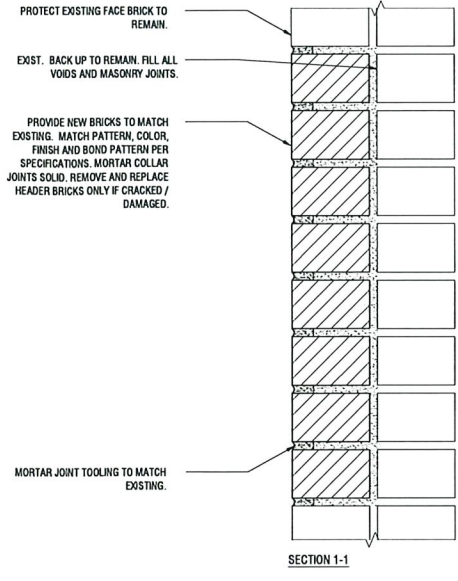 PROTECT EXISTING FACE BRICK TO
REMAIN.
EXIST. BACK UP TO REMAIN. FILL ALL
VOIDS AND MASONRY JOINTS.
PROVIDE NEW BRICKS TO MATCH
EXISTING. MATCH PATTERN, COLOR,
FINISH AND BOND PATTERN PER
SPECIFICATIONS. MORTAR COLLAR
JOINTS SOLID. REMOVE AND REPLACE
HEADER BRICKS ONLY IF CRACKED /
DAMAGED.
MORTAR JOINT TOOLING TO MATCH
EXISTING.
SECTION 1-1